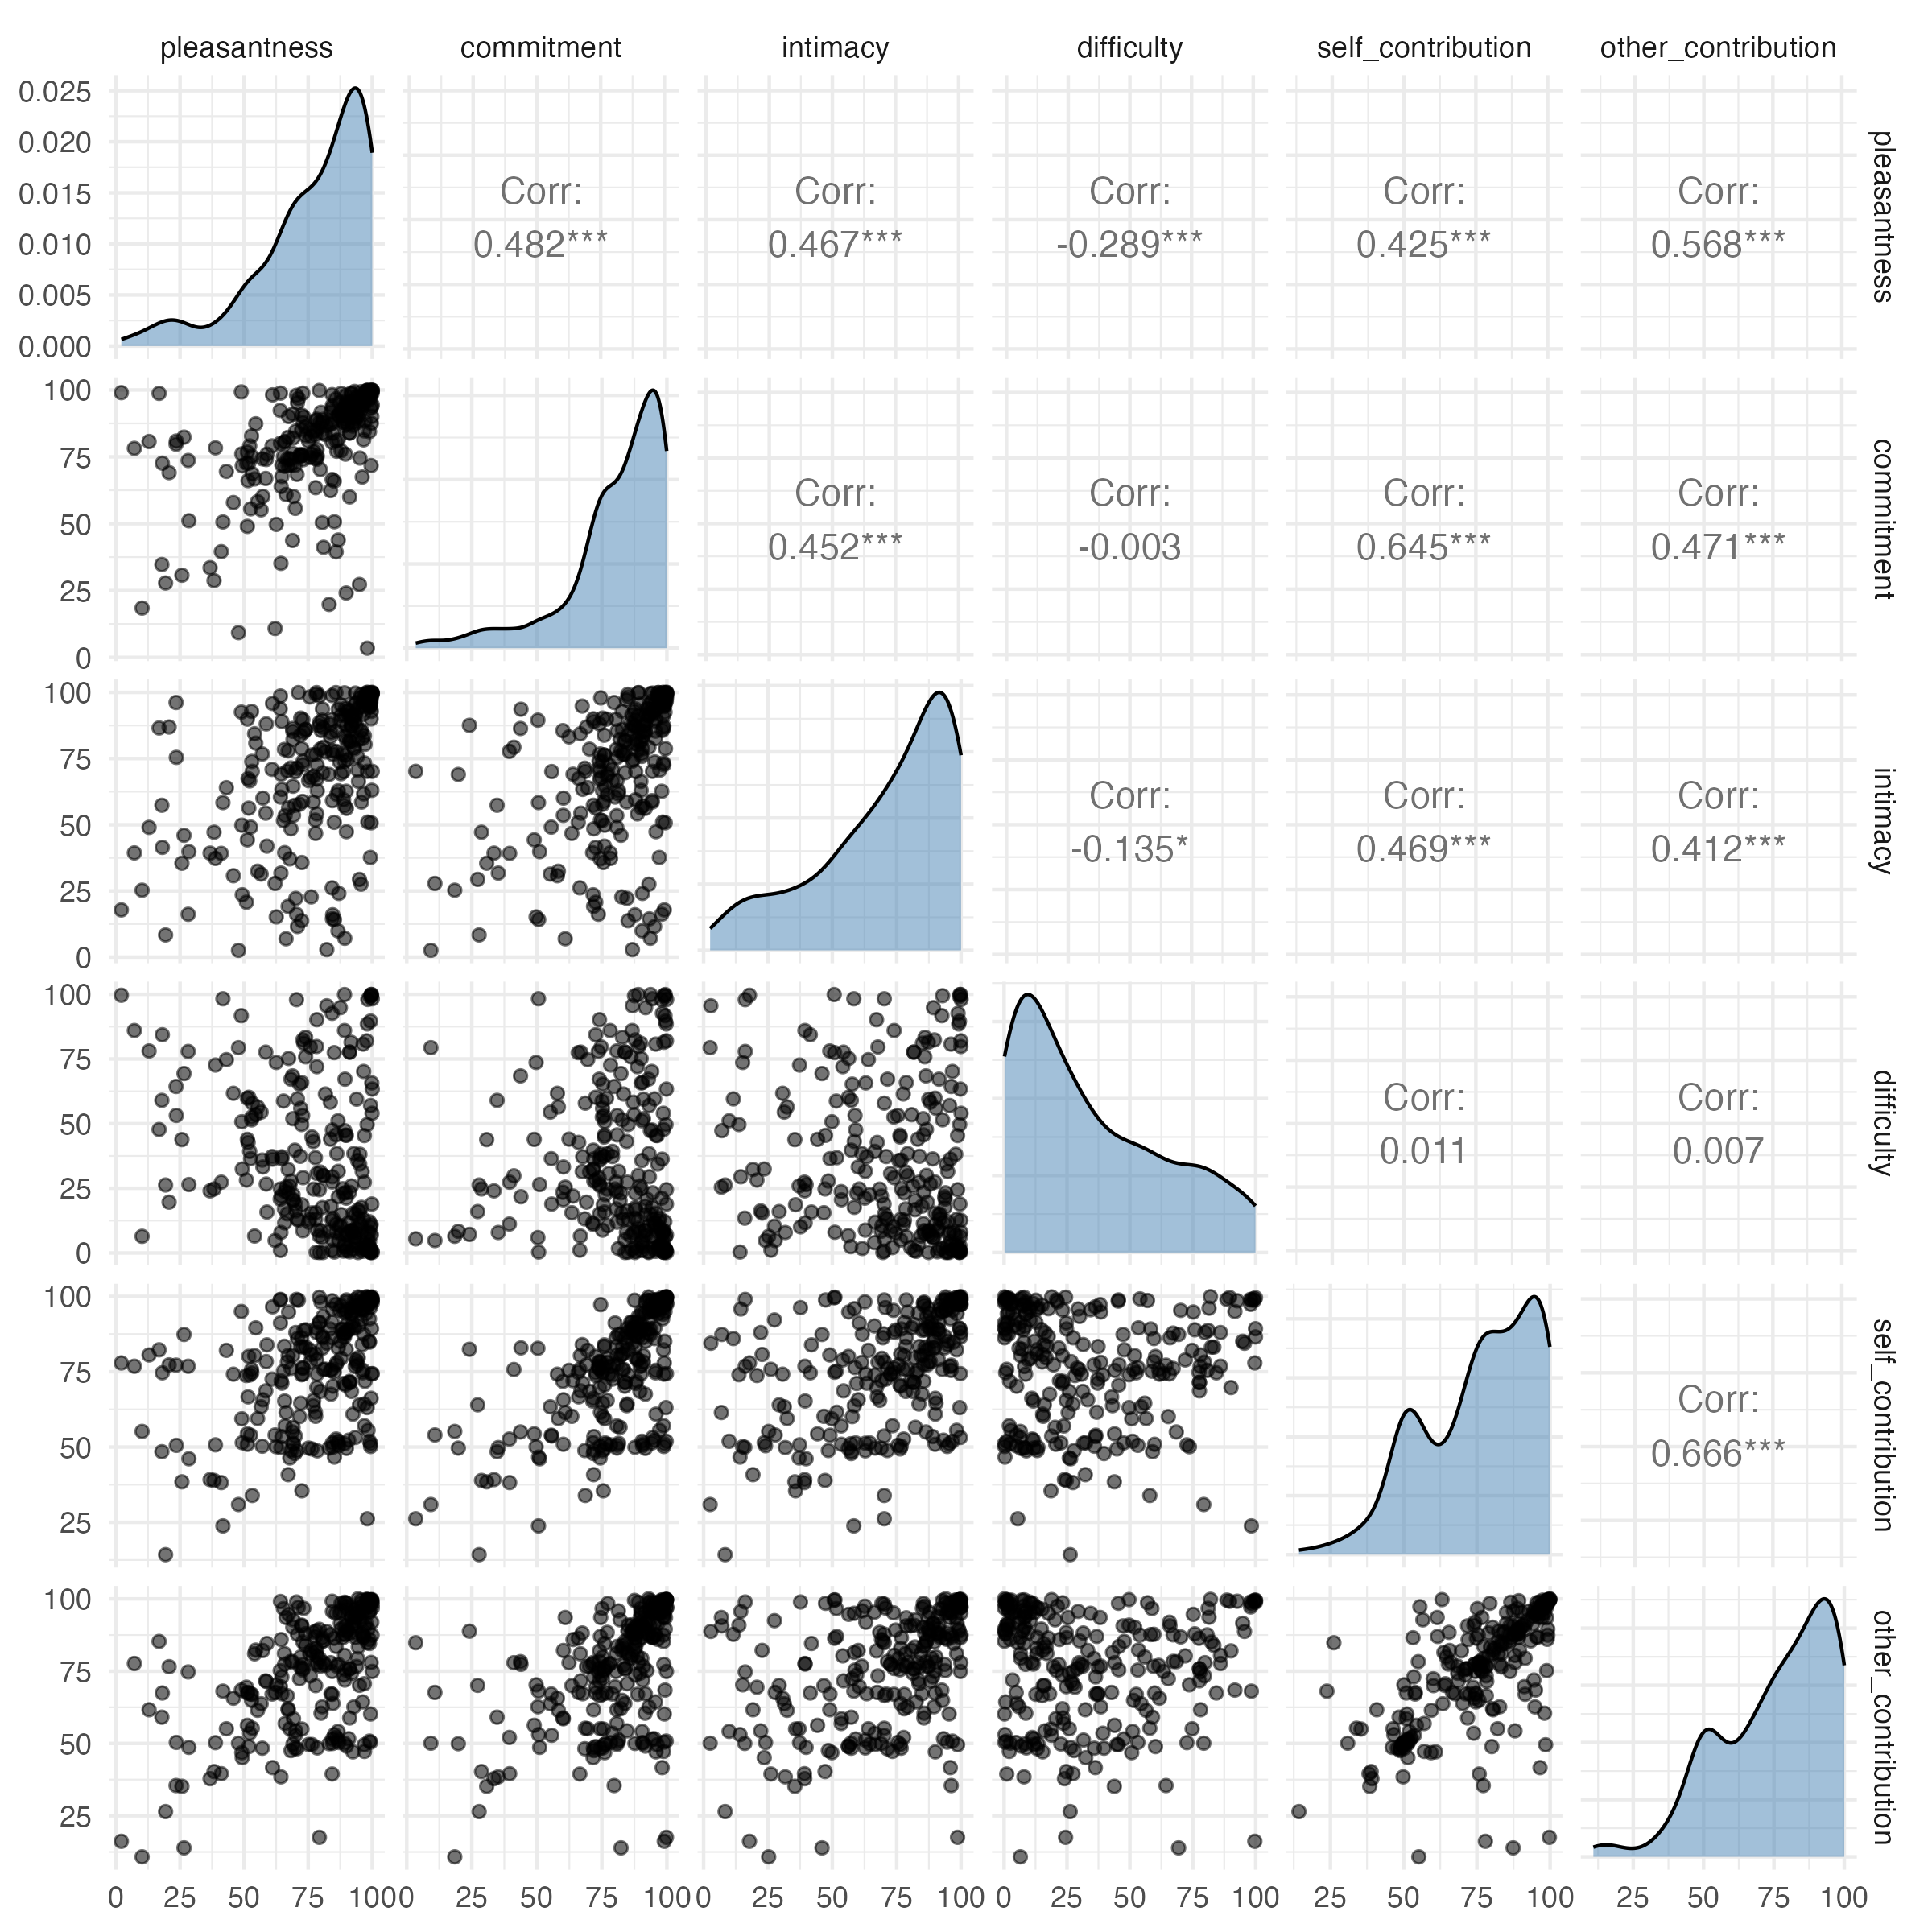 pleasantness commitment intimacy difficulty self_contribution other_contribution
0.025
0.020
0.015
0.010
0.005
0.000
Corr:
0.482***
Corr:
0.467***
Corr:
-0.289***
Corr:
0.425***
Corr:
0.568***
pleasantness
100
75
50
25
0
Corr:
0.452***
Corr:
-0.003
Corr:
0.645***
Corr:
0.471***
commitment
100
75
50
25
0
Corr:
-0.135*
Corr:
0.469***
Corr:
0.412***
intimacy
100
75
50
25
0
Corr:
0.011
Corr:
0.007
difficulty
100
75
50
25
Corr:
0.666***
self_contribution
100
75
50
25
other_contribution
0 25 50 75 100
0 25 50 75 100
0 25 50 75 100
0 25 50 75 100
25 50 75 100
25 50 75 100